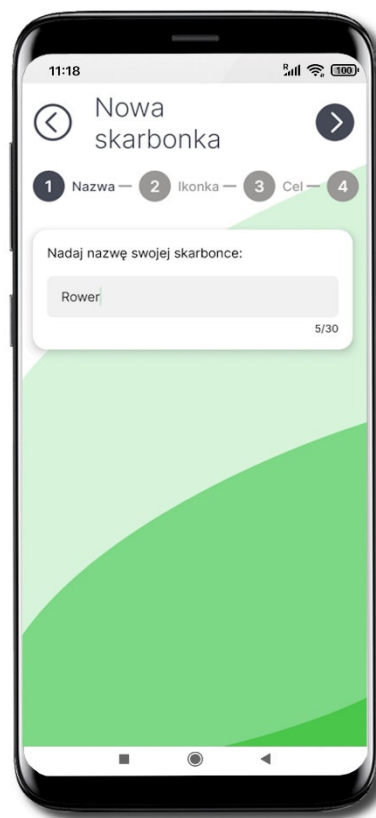 11:18 R 100
Nowa
skarbonka
1 Nazwa 2 Ikonka 3 Cel 4
Nadaj nazwę swojej skarbonce:
Rower
5/30